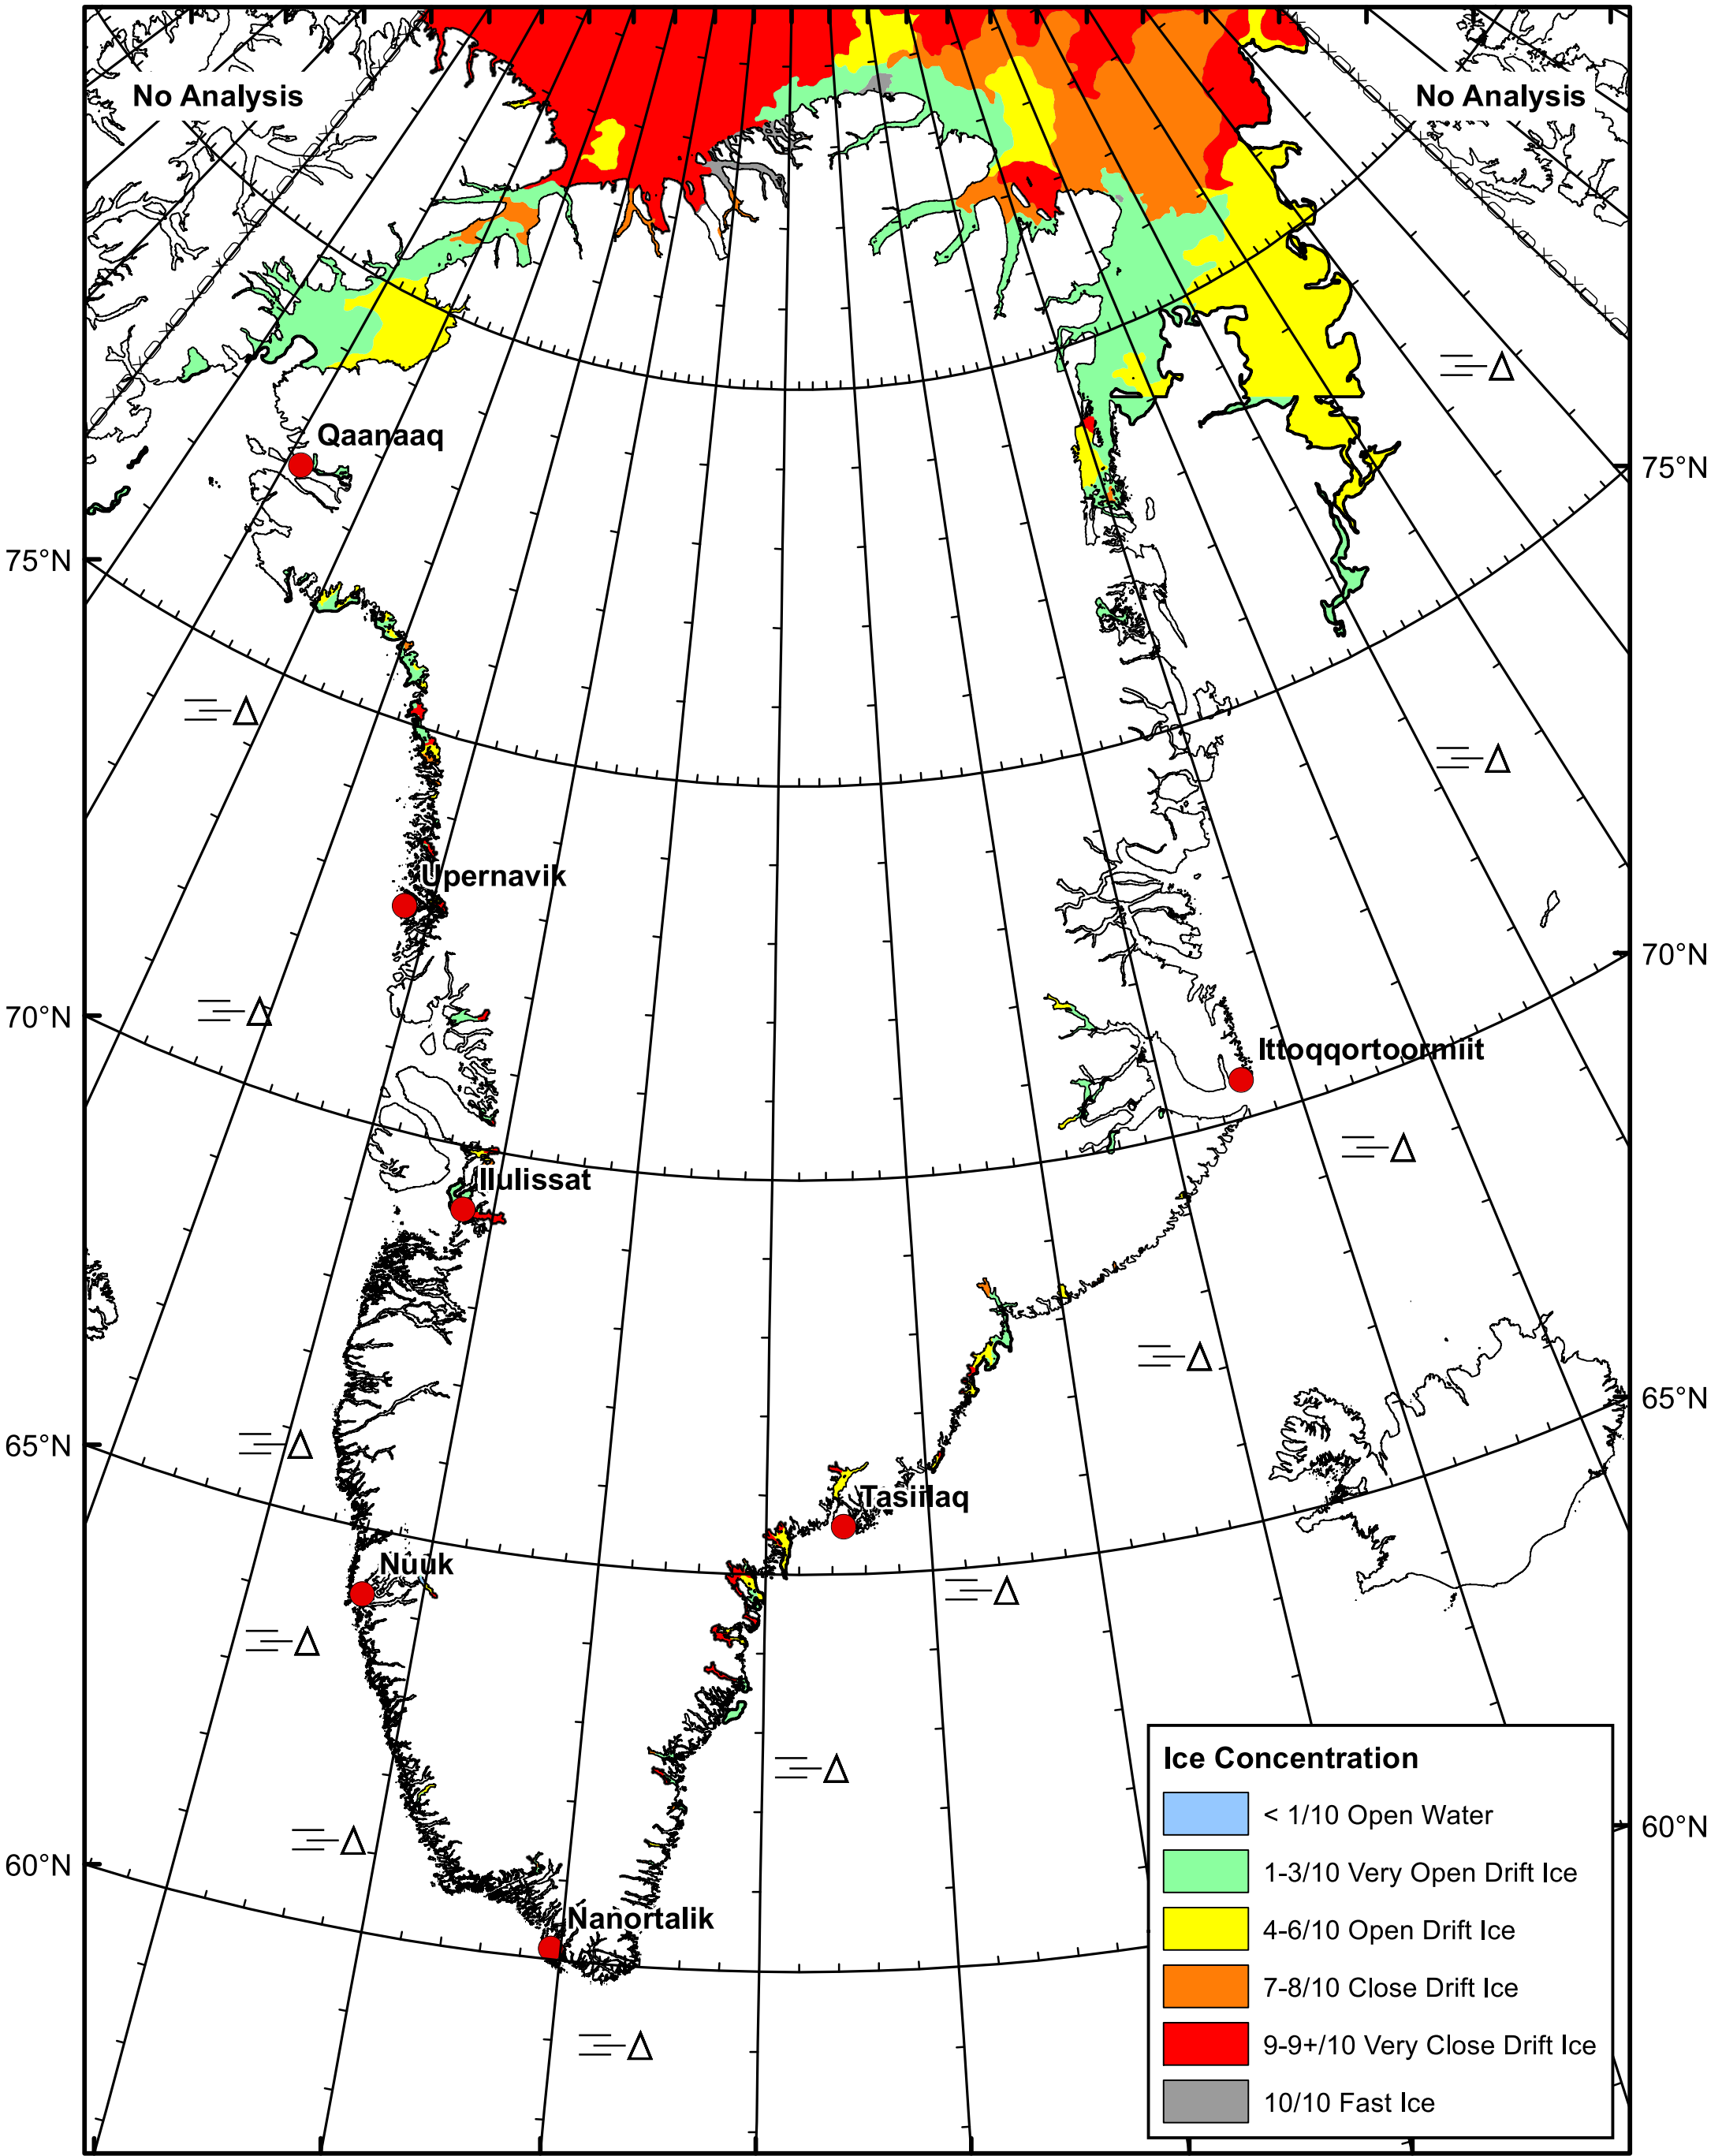 No Analysis
No Analysis
Qaanaaq
75°N
75°N
Upernavik
70°N
70°N
Ittoqqortoormiit
Ilulissat
65°N
65°N
Tasiilaq
Nuuk
60°N
60°N
Nanortalik
Ice Concentration
< 1/10 Open Water
1-3/10 Very Open Drift Ice
4-6/10 Open Drift Ice
7-8/10 Close Drift Ice
9-9+/10 Very Close Drift Ice
10/10 Fast Ice